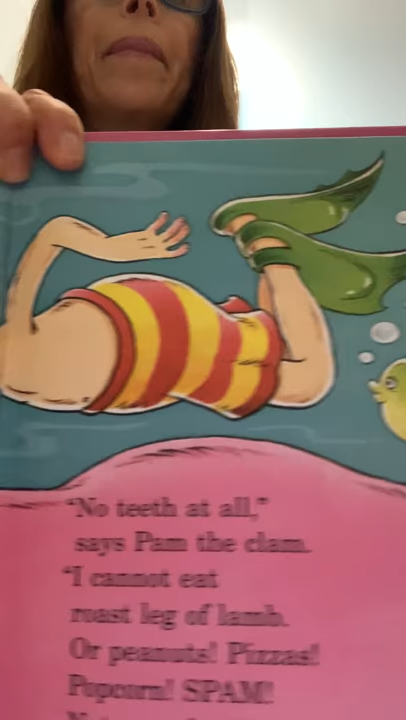 "No teeth at all,"
says Pam the clam.
"I cannot eat
roast leg of lamb.
Or peanuts! Pizzas!
Popcorn! SPAM!